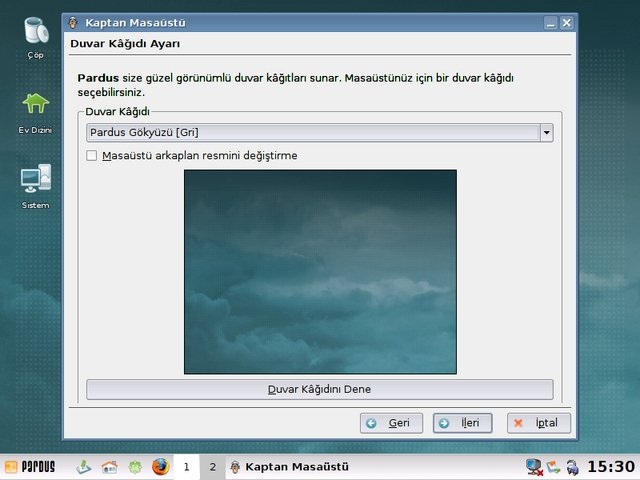 Kaptan Masaüstü
Çöp
Ev Dizini
Sistem
Duvar Kâğıdı Ayarı
Pardus size güzel görünümlü duvar kâğıtları sunar. Masaüstünüz için bir duvar kâğıdı
seçebilirsiniz.
Duvar Kâğıdı
Pardus Gökyüzü [Gri]
Masaüstü arkaplan resmini değiştirme
Duvar Kâğıdını Dene
Geri
İleri
İptal
PARDUS
1
2
Kaptan Masaüstü
15:30